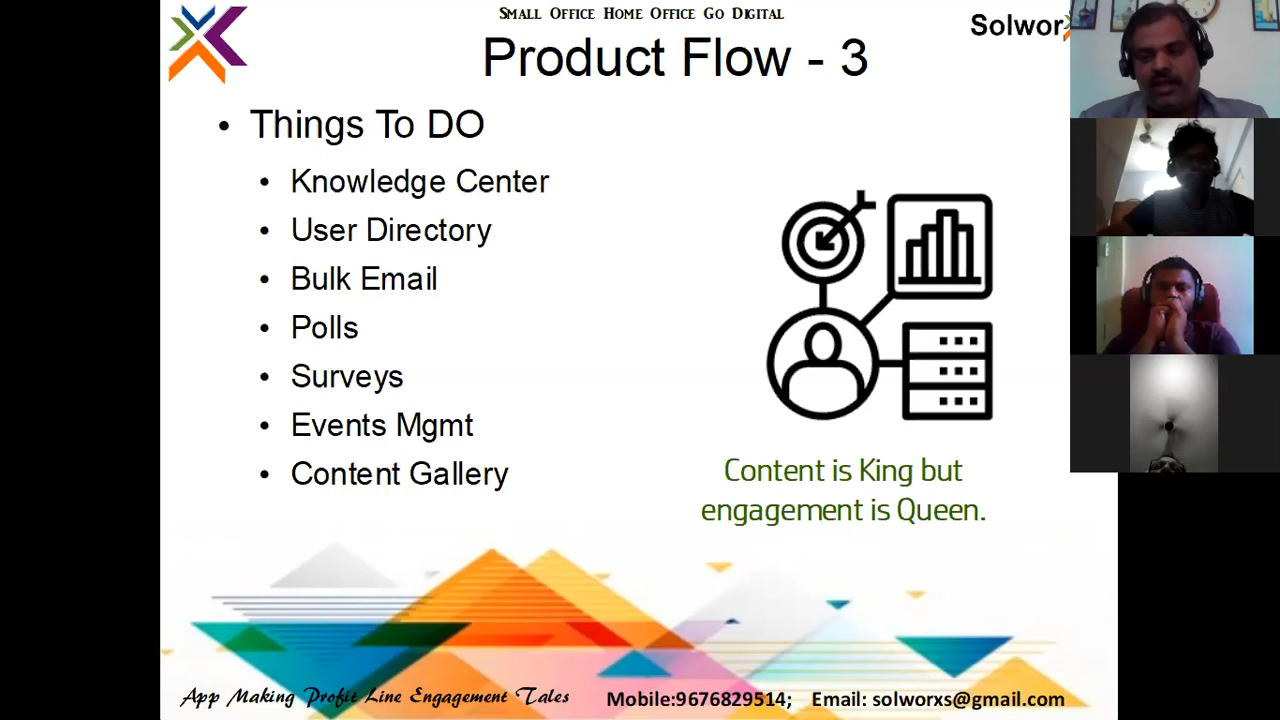 Small Office Home Office Go Digital
Solwor
Product Flow - 3
• Things To DO
• Knowledge Center
• User Directory
• Bulk Email
• Polls
• Surveys
• Events Mgmt
• Content Gallery
Content is King but
engagement is Queen.
App Making Profit Line Engagement Tales
Mobile:9676829514; Email: solworxs@gmail.com